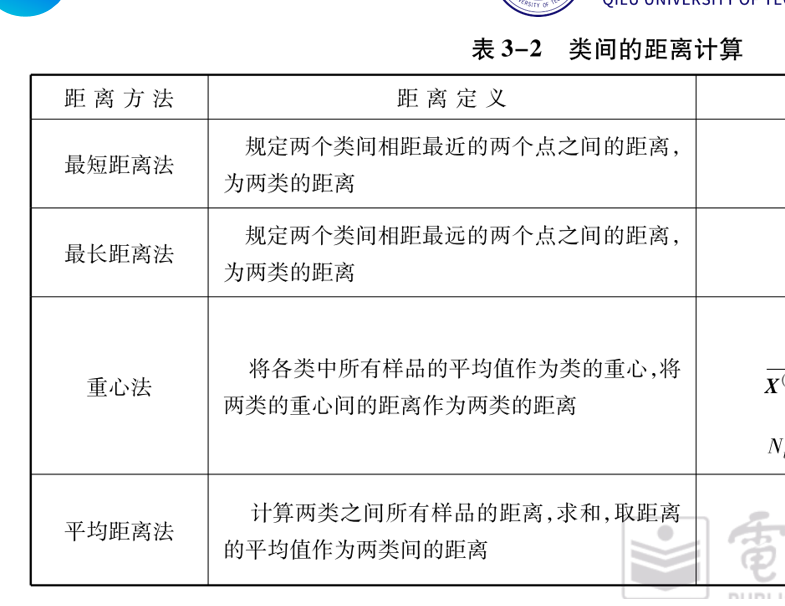 QILU UNIVERSITY OF TE
表 3-2 类间的距离计算
距离方法 距离定义
最短距离法
规定两个类间相距最近的两个点之间的距离,
为两类的距离
最长距离法
规定两个类间相距最远的两个点之间的距离,
为两类的距离
重心法
将各类中所有样品的平均值作为类的重心,将
两类的重心间的距离作为两类的距离
X
N
平均距离法
计算两类之间所有样品的距离,求和,取距离
的平均值作为两类间的距离
電